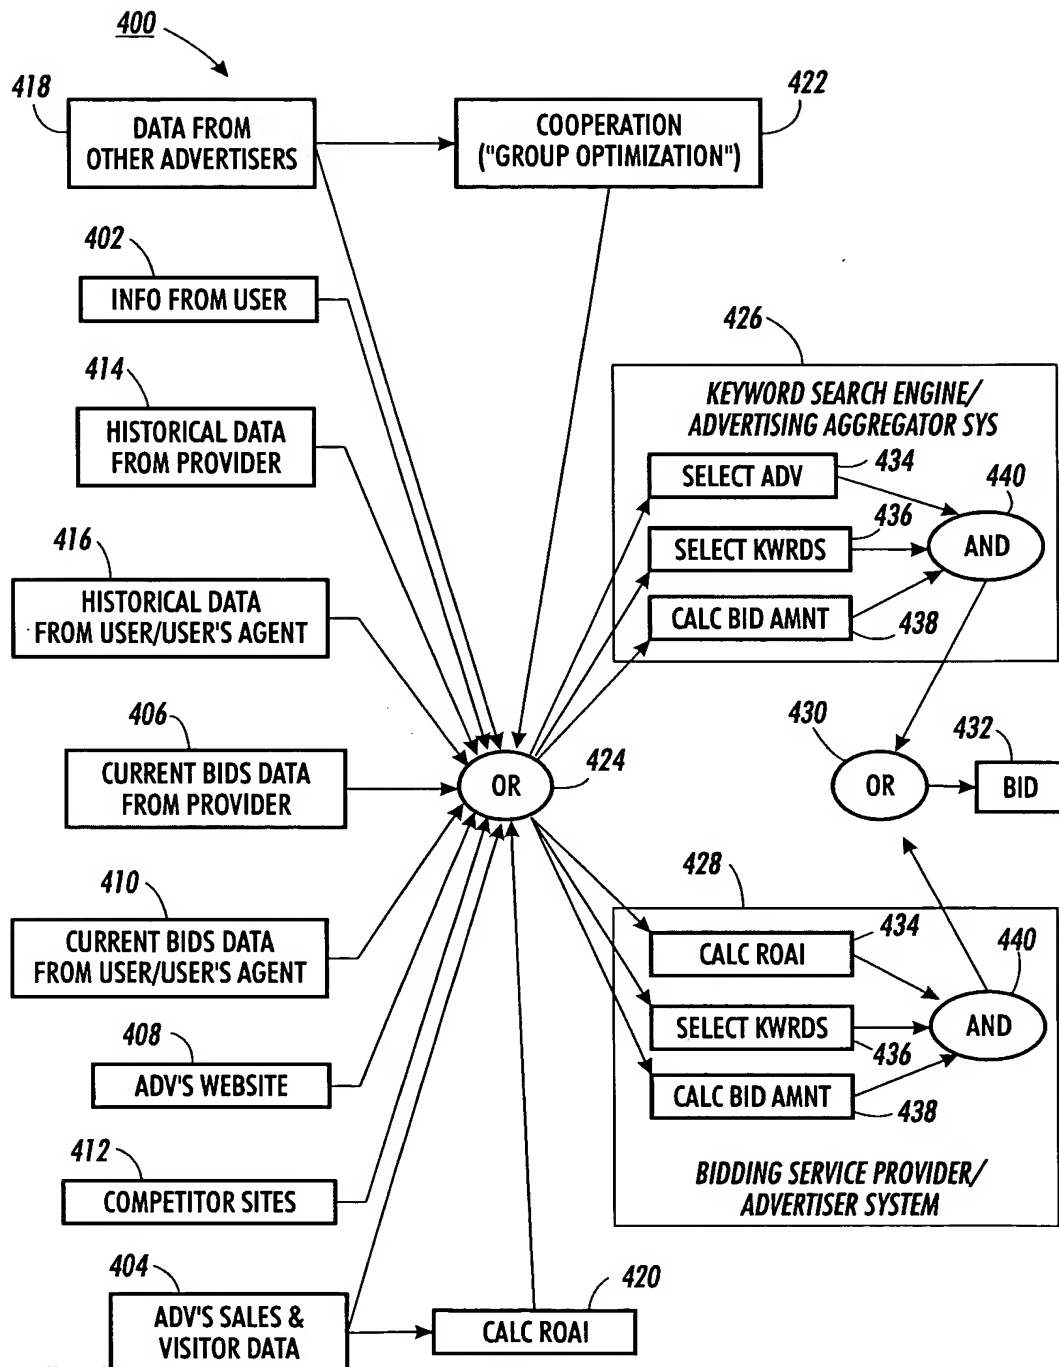 400
418
DATA FROM
OTHER ADVERTISERS
422
COOPERATION
("GROUP OPTIMIZATION")
402
INFO FROM USER
414
HISTORICAL DATA
FROM PROVIDER
416
HISTORICAL DATA
FROM USER/USER'S AGENT
406
CURRENT BIDS DATA
FROM PROVIDER
410
CURRENT BIDS DATA
FROM USER/USER'S AGENT
408
ADV'S WEBSITE
412
COMPETITOR SITES
404
ADV'S SALES &
VISITOR DATA
420
CALC ROAI
OR
424
426
KEYWORD SEARCH ENGINE/
ADVERTISING AGGREGATOR SYS
SELECT ADV
434
SELECT KWRDS
436
CALC BID AMNT
438
440
AND
430
OR
432
BID
428
CALC ROAI
434
SELECT KWRDS
436
CALC BID AMNT
438
440
AND
BIDDING SERVICE PROVIDER/
ADVERTISER SYSTEM